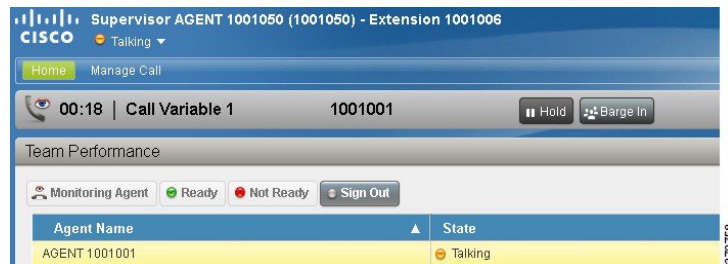 CISCO
Supervisor AGENT 1001050 (1001050) - Extension 1001006
Talking
Home Manage Call
00:18 | Call Variable 1 1001001 Hold Barge In
Team Performance
Monitoring Agent Ready Not Ready Sign Out
Agent Name State
AGENT 1001001 Talking